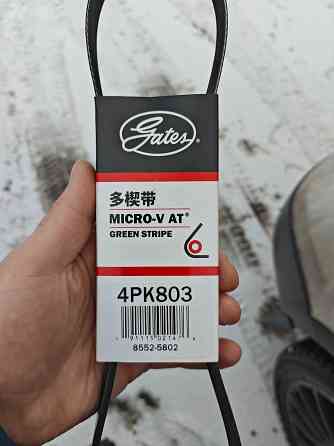 Gates
多楔带
MICRO-V AT®
GREEN STRIPE
4PK803
8552-5802